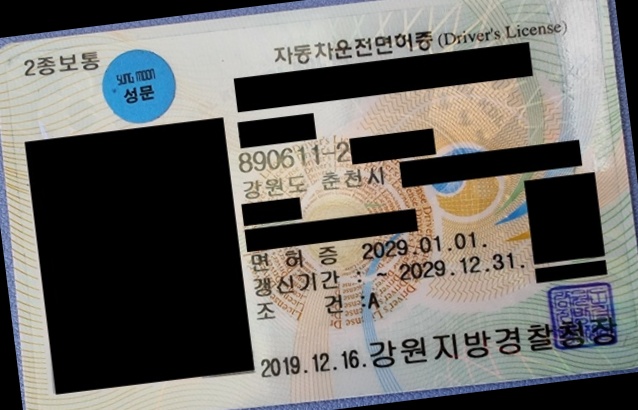 2종보통
자동차운전면허증 (Driver's License)
성문
890611-2
강원도 춘천시
면 허 증 2029.01.01.
갱신기간 : ~ 2029.12.31.
조 건 :A
2019.12.16. 강원지방경찰청장